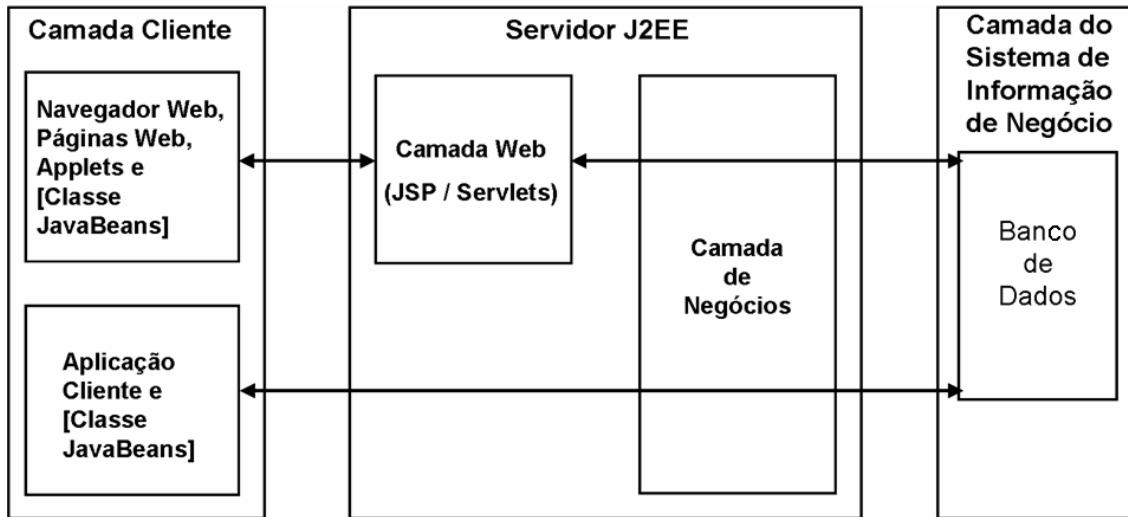 Camada Cliente
Navegador Web,
Páginas Web,
Applets e
[Classe
JavaBeans]
Aplicação
Cliente e
[Classe
JavaBeans]
Servidor J2EE
Camada Web
(JSP / Servlets)
Camada
de
Negócios
Camada do
Sistema de
Informação
de Negócio
Banco
de
Dados